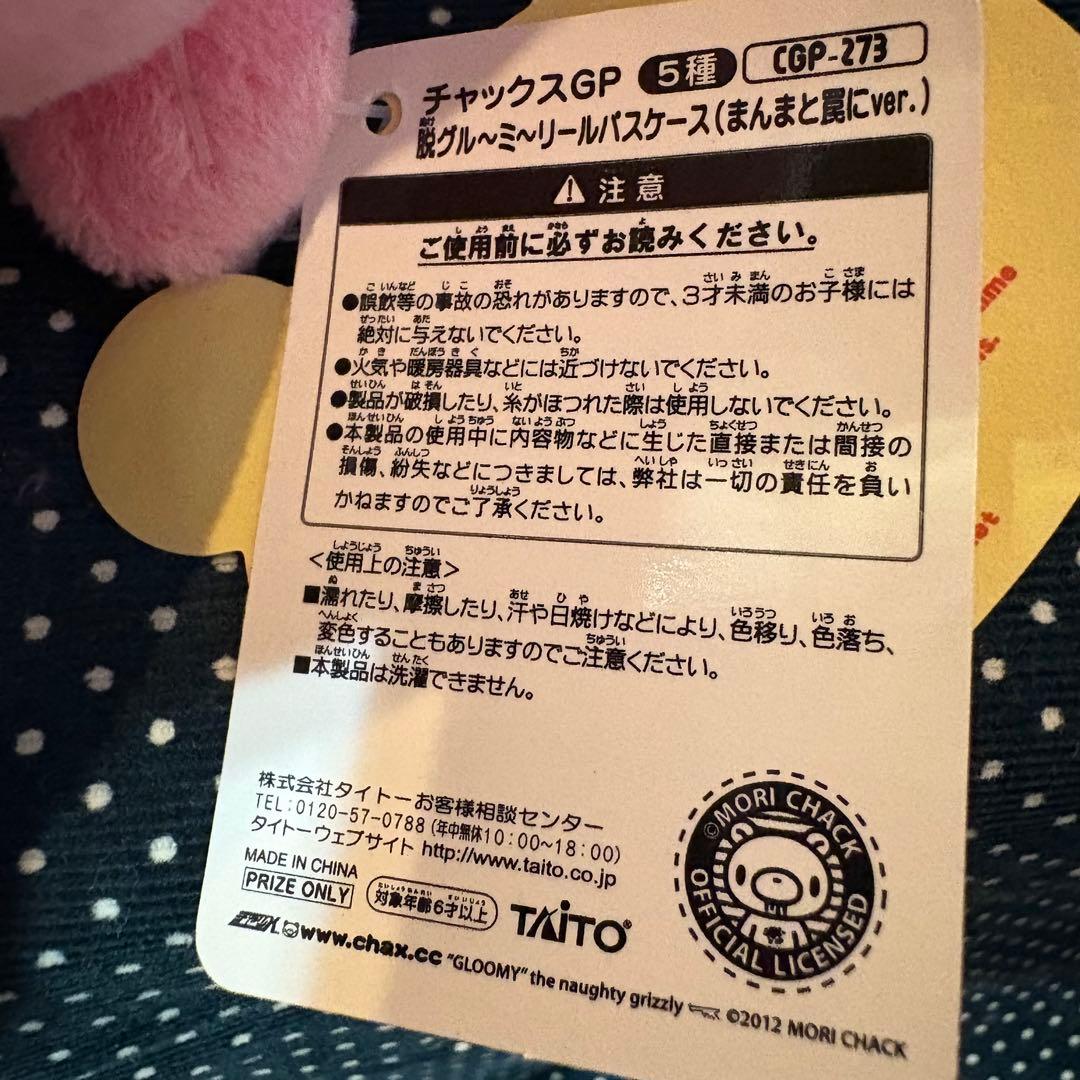 チャックスGP 5種 CGP-273
脱グル〜ミ〜リールパスケース(まんまと罠にver.)
⚠注意
ご使用前に必ずお読みください。
●誤飲等の事故の恐れがありますので、3才未満のお子様には
絶対に与えないでください。
●火気や暖房器具などには近づけないでください。
●製品が破損したり、糸がほつれた際は使用しないでください。
●本製品の使用中に内容物などに生じた直接または間接の
損傷、紛失などにつきましては、弊社は一切の責任を負い
かねますのでご了承ください。
<使用上の注意>
■濡れたり、摩擦したり、汗や日焼けなどにより、色移り、色落ち、
変色することもありますのでご注意ください。
■本製品は洗濯できません。
株式会社タイトーお客様相談センター
TEL:0120-57-0788(年中無休10:00〜18:00)
タイトーウェブサイト http://www.taito.co.jp
MADE IN CHINA
PRIZE ONLY 対象年齢6才以上 TAITO®
www.chax.cc "GLOOMY" the naughty grizzly ©2012 MORI CHACK
©MORI CHACK
OFFICIAL LICENSED